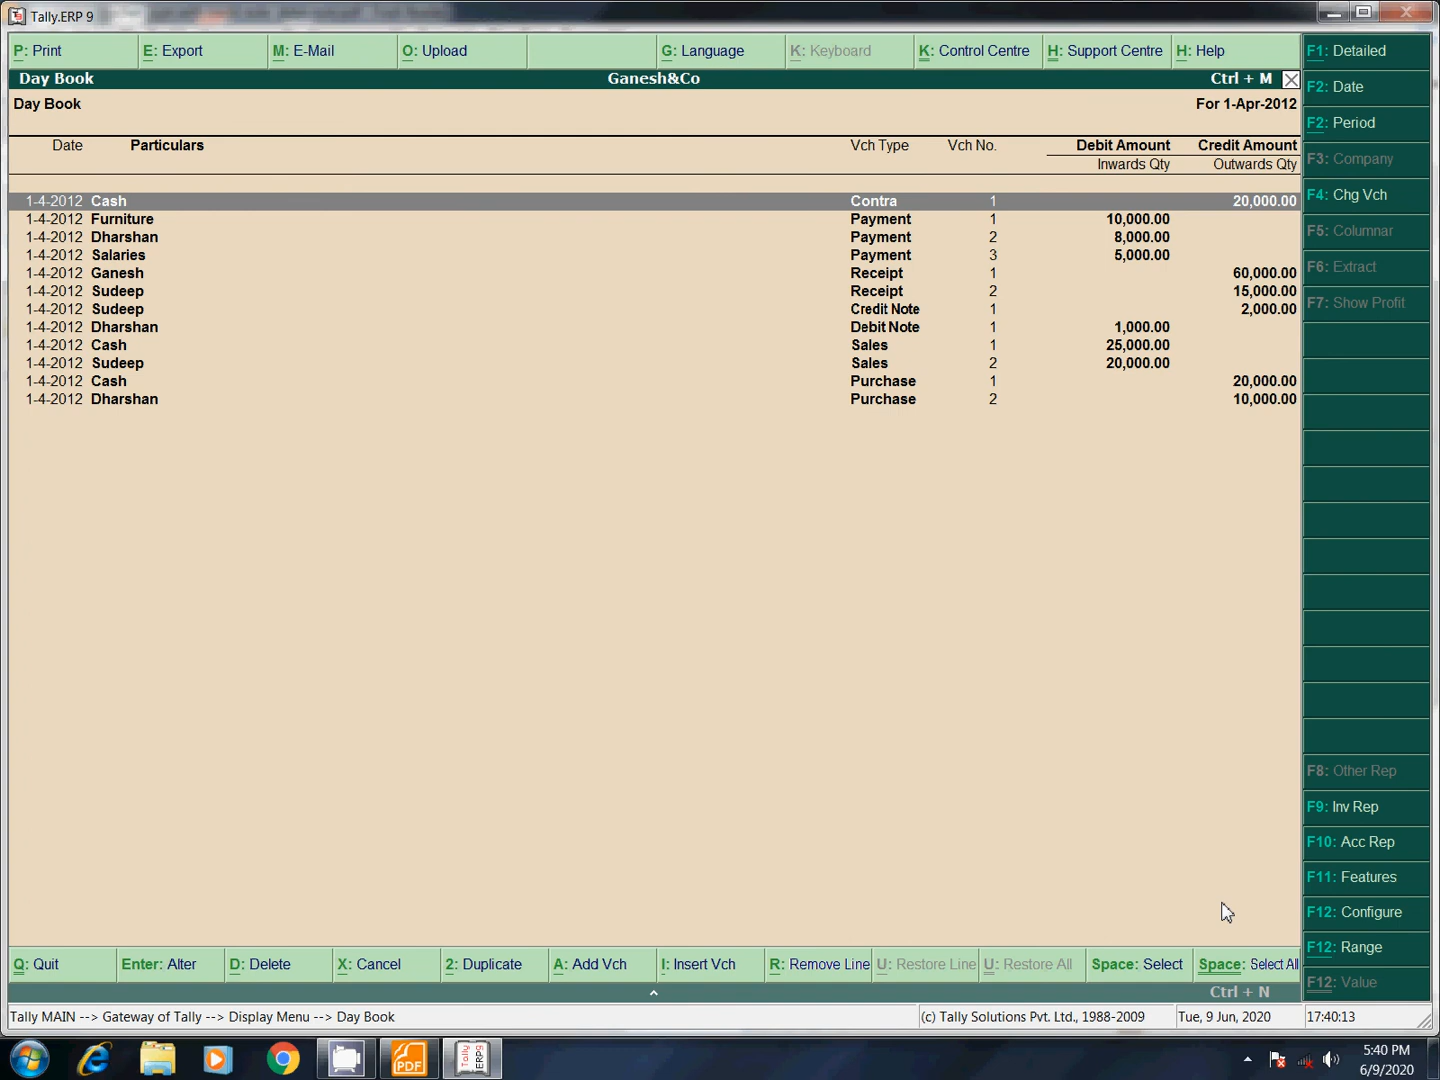 Tally.ERP 9
P: Print E: Export M: E-Mail O: Upload G: Language K: Keyboard K: Control Centre H: Support Centre H: Help
Day Book Ganesh&Co Ctrl + M
Day Book For 1-Apr-2012
Date Particulars Vch Type Vch No. Debit Amount Credit Amount
Inwards Qty Outwards Qty
1-4-2012 Cash Contra 1 20,000.00
1-4-2012 Furniture Payment 1 10,000.00
1-4-2012 Dharshan Payment 2 8,000.00
1-4-2012 Salaries Payment 3 5,000.00
1-4-2012 Ganesh Receipt 1 60,000.00
1-4-2012 Sudeep Receipt 2 15,000.00
1-4-2012 Sudeep Credit Note 1 2,000.00
1-4-2012 Dharshan Debit Note 1 1,000.00
1-4-2012 Cash Sales 1 25,000.00
1-4-2012 Sudeep Sales 2 20,000.00
1-4-2012 Cash Purchase 1 20,000.00
1-4-2012 Dharshan Purchase 2 10,000.00
F1: Detailed
F2: Date
F2: Period
F3: Company
F4: Chg Vch
F5: Columnar
F6: Extract
F7: Show Profit
F8: Other Rep
F9: Inv Rep
F10: Acc Rep
F11: Features
F12: Configure
F12: Range
F12: Value
Q: Quit Enter: Alter D: Delete X: Cancel 2: Duplicate A: Add Vch I: Insert Vch R: Remove Line U: Restore Line U: Restore All Space: Select Space: Select All
Ctrl + N
Tally MAIN --> Gateway of Tally --> Display Menu --> Day Book (c) Tally Solutions Pvt. Ltd., 1988-2009 Tue, 9 Jun, 2020 17:40:13
PDF
Tally ERP9
5:40 PM
6/9/2020